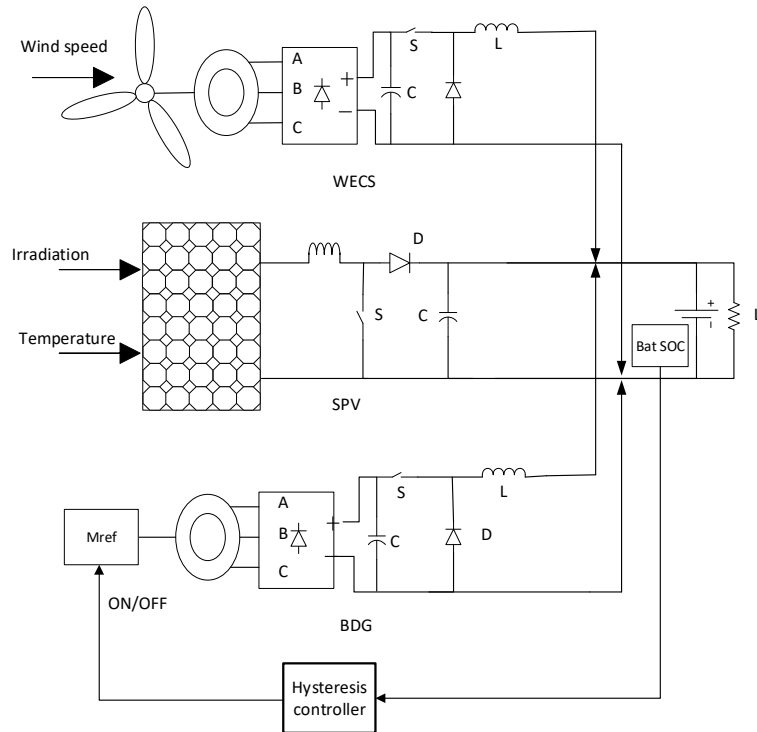 Wind speed
A
B
C
+
−
S
C
L
WECS
Irradiation
Temperature
D
S
C
SPV
+
-
L
Bat SOC
Mref
A
B
C
+
−
S
C
D
L
ON/OFF
BDG
Hysteresis
controller